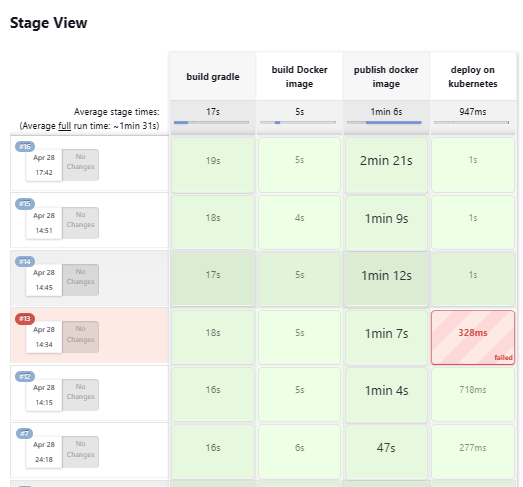 Stage View
build gradle
build Docker image
publish docker image
deploy on kubernetes
Average stage times:
(Average full run time: ~1min 31s)
17s
5s
1min 6s
947ms
#16
Apr 28
17:42
No Changes
19s
5s
2min 21s
1s
#15
Apr 28
14:51
No Changes
18s
4s
1min 9s
1s
#14
Apr 28
14:45
No Changes
17s
5s
1min 12s
1s
#13
Apr 28
14:34
No Changes
18s
5s
1min 7s
328ms
failed
#12
Apr 28
14:15
No Changes
16s
5s
1min 4s
718ms
#7
Apr 28
24:18
No Changes
16s
6s
47s
277ms